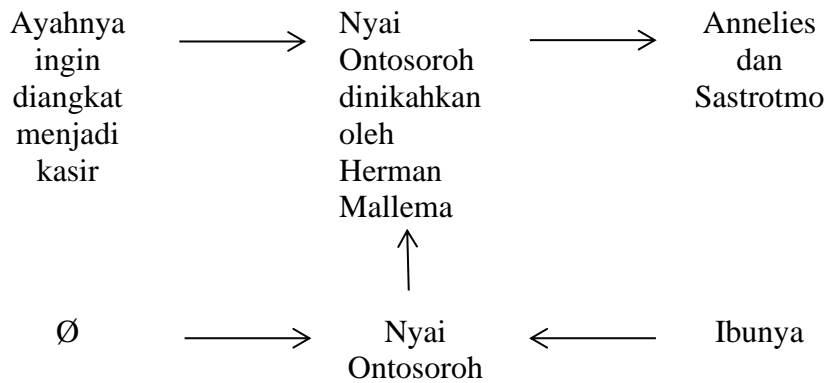 Ayahnya
ingin
diangkat
menjadi
kasir
Nyai
Ontosoroh
dinikahkan
oleh
Herman
Mallema
Annelies
dan
Sastrotmo
Ø
Nyai
Ontosoroh
Ibunya